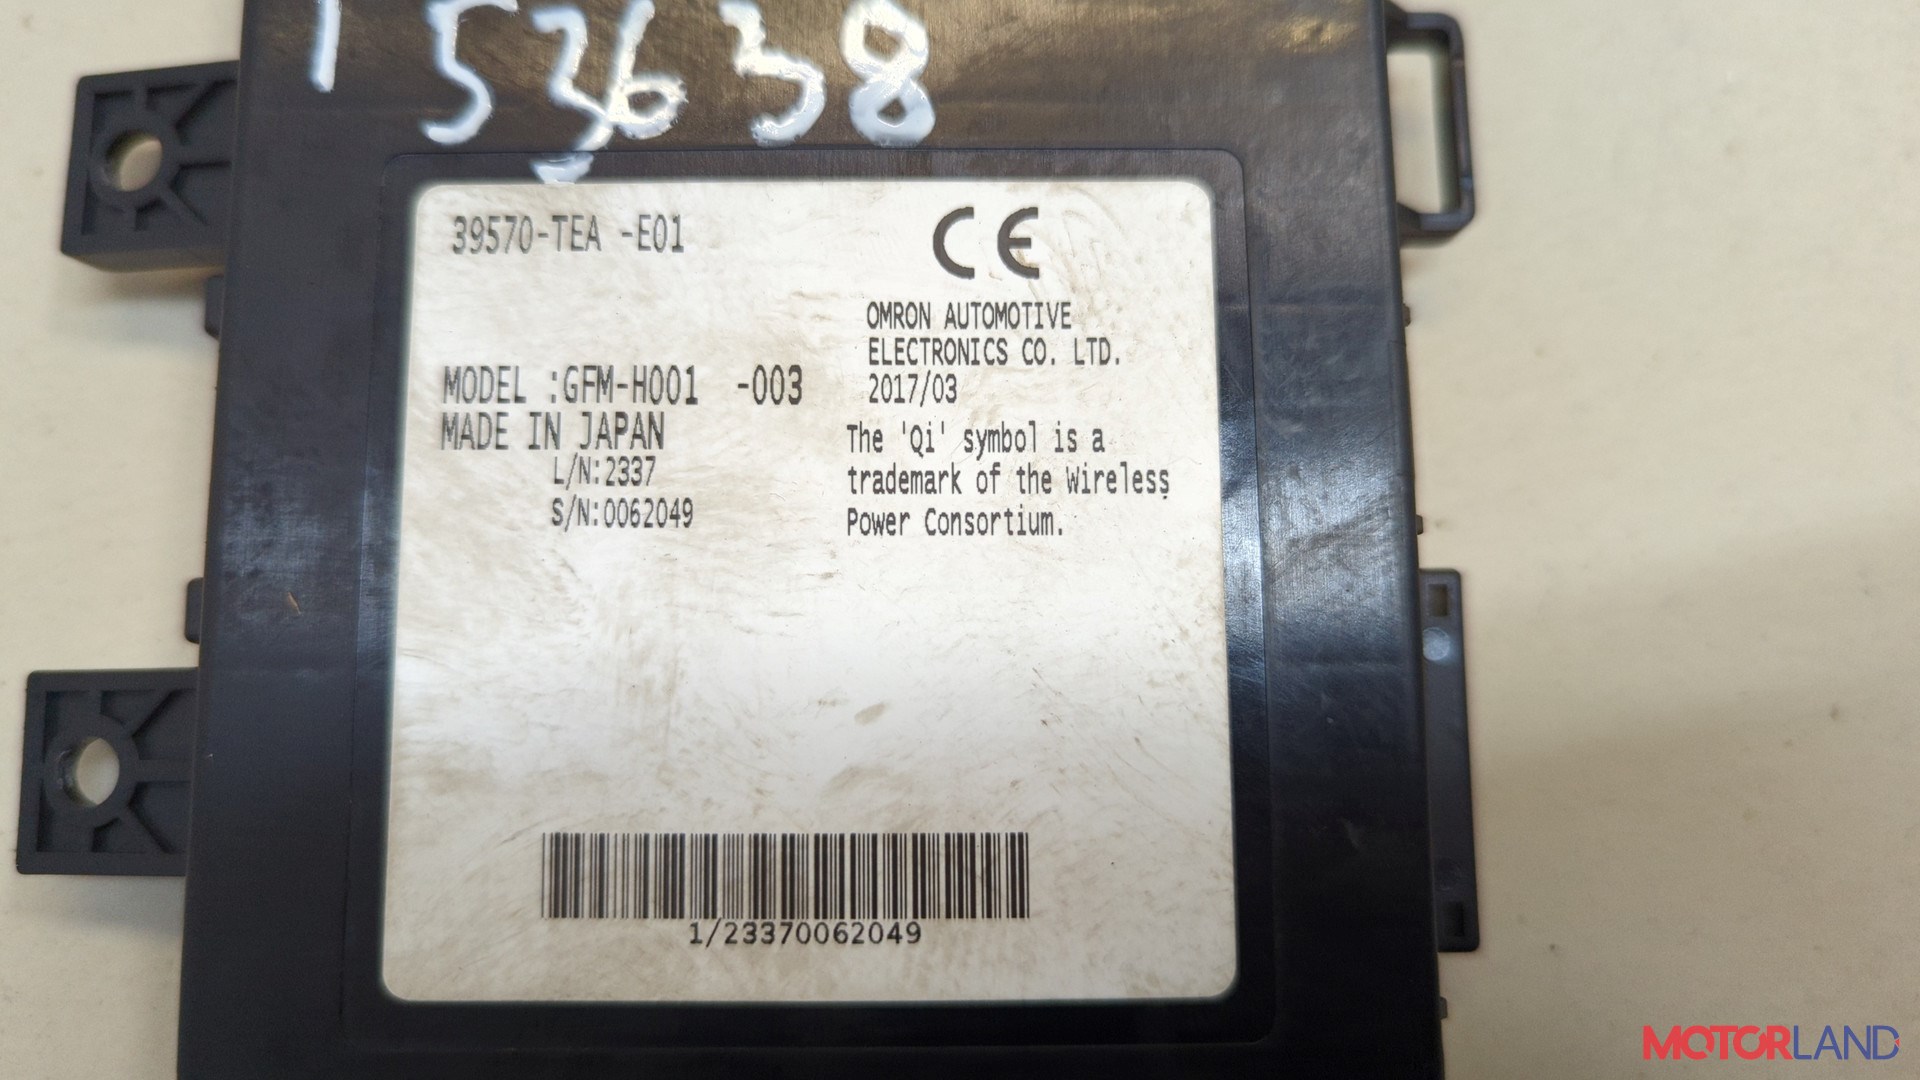 153638
39570-TEA -E01
CE
OMRON AUTOMOTIVE
ELECTRONICS CO. LTD.
2017/03
MODEL :GFM-H001 -003
MADE IN JAPAN
L/N:2337
S/N:0062049
The 'Qi' symbol is a
trademark of the Wireless
Power Consortium.
1/23370062049
MOTORLAND